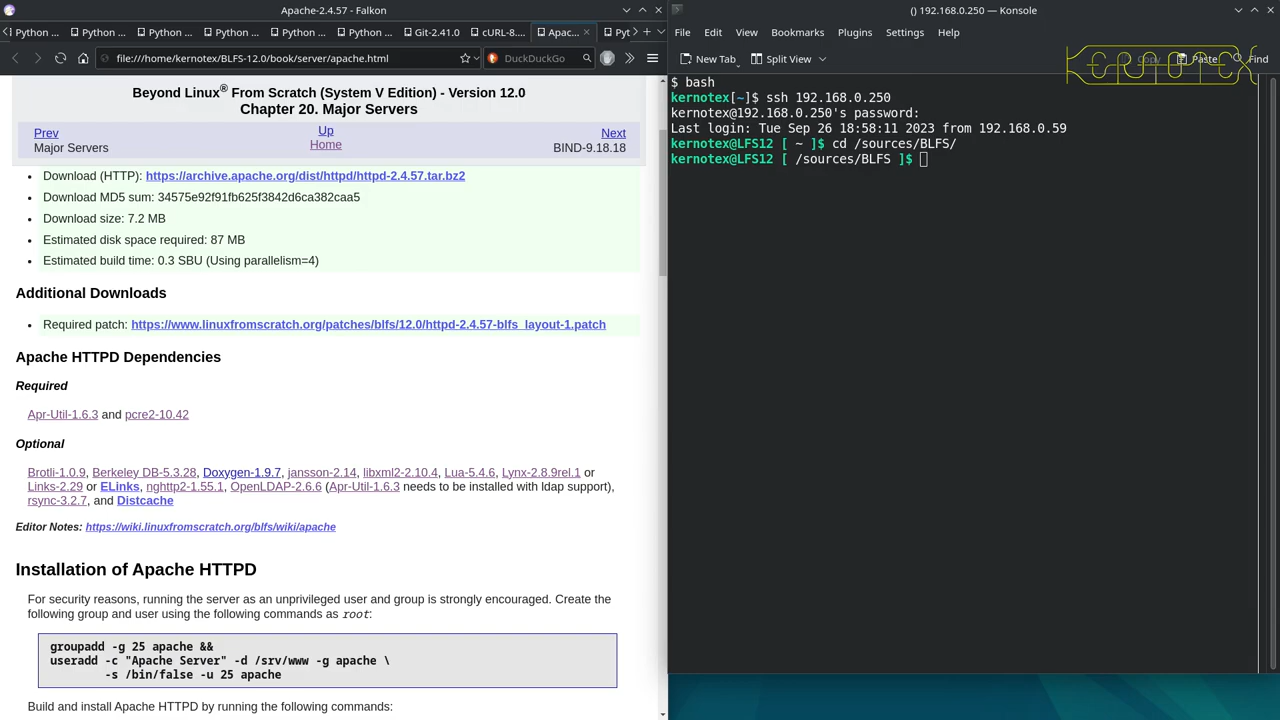 Apache-2.4.57 - Falkon
Python ...
Python ...
Python ...
Python ...
Python ...
Python ...
Git-2.41.0
cURL-8....
Apac...
Pyt
file:///home/kernotex/BLFS-12.0/book/server/apache.html
DuckDuckGo
Beyond Linux® From Scratch (System V Edition) - Version 12.0
Chapter 20. Major Servers
Prev
Up
Next
Major Servers
Home
BIND-9.18.18
• Download (HTTP): https://archive.apache.org/dist/httpd/httpd-2.4.57.tar.bz2
• Download MD5 sum: 34575e92f91fb625f3842d6ca382caa5
• Download size: 7.2 MB
• Estimated disk space required: 87 MB
• Estimated build time: 0.3 SBU (Using parallelism=4)
Additional Downloads
• Required patch: https://www.linuxfromscratch.org/patches/blfs/12.0/httpd-2.4.57-blfs_layout-1.patch
Apache HTTPD Dependencies
Required
Apr-Util-1.6.3 and pcre2-10.42
Optional
Brotli-1.0.9, Berkeley DB-5.3.28, Doxygen-1.9.7, jansson-2.14, libxml2-2.10.4, Lua-5.4.6, Lynx-2.8.9rel.1 or
Links-2.29 or ELinks, nghttp2-1.55.1, OpenLDAP-2.6.6 (Apr-Util-1.6.3 needs to be installed with ldap support),
rsync-3.2.7, and Distcache
Editor Notes: https://wiki.linuxfromscratch.org/blfs/wiki/apache
Installation of Apache HTTPD
For security reasons, running the server as an unprivileged user and group is strongly encouraged. Create the
following group and user using the following commands as root:
groupadd -g 25 apache &&
useradd -c "Apache Server" -d /srv/www -g apache \
-s /bin/false -u 25 apache
Build and install Apache HTTPD by running the following commands:
() 192.168.0.250 — Konsole
File Edit View Bookmarks Plugins Settings Help
New Tab Split View Copy Paste Find
KERNOTEX
$ bash
kernotex[~]$ ssh 192.168.0.250
kernotex@192.168.0.250's password:
Last login: Tue Sep 26 18:58:11 2023 from 192.168.0.59
kernotex@LFS12 [ ~ ]$ cd /sources/BLFS/
kernotex@LFS12 [ /sources/BLFS ]$